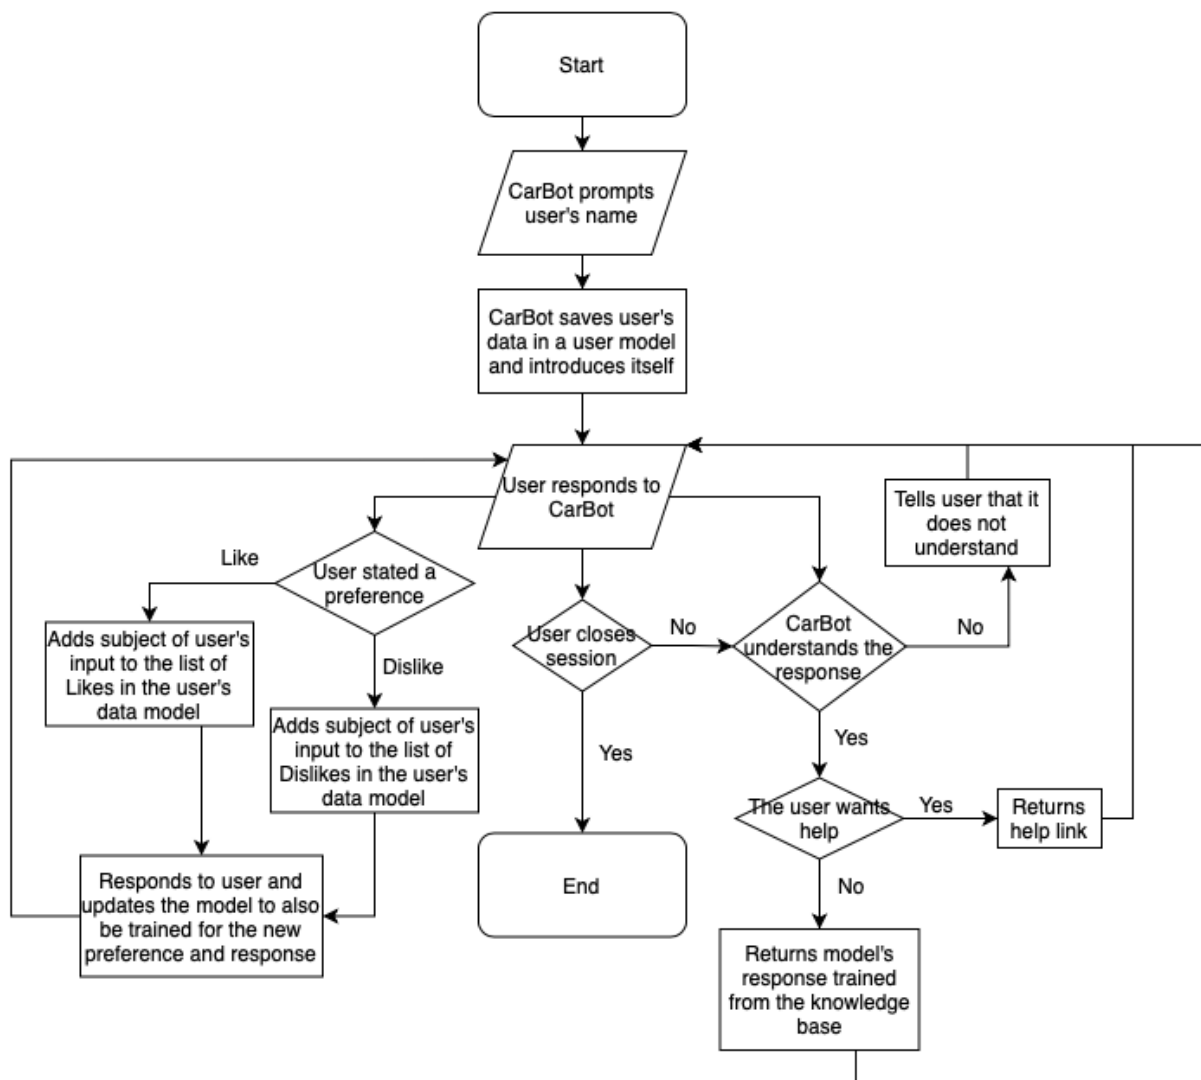 Start
CarBot prompts
user's name
CarBot saves user's
data in a user model
and introduces itself
User responds to
CarBot
Tells user that it
does not
understand
Like
User stated a
preference
User closes
session
No
CarBot
understands the
response
No
Adds subject of user's
input to the list of
Likes in the user's
data model
Dislike
Adds subject of user's
input to the list of
Dislikes in the user's
data model
Yes
Yes
The user wants
help
Yes
Returns
help link
Responds to user and
updates the model to also
be trained for the new
preference and response
End
No
Returns model's
response trained
from the knowledge
base